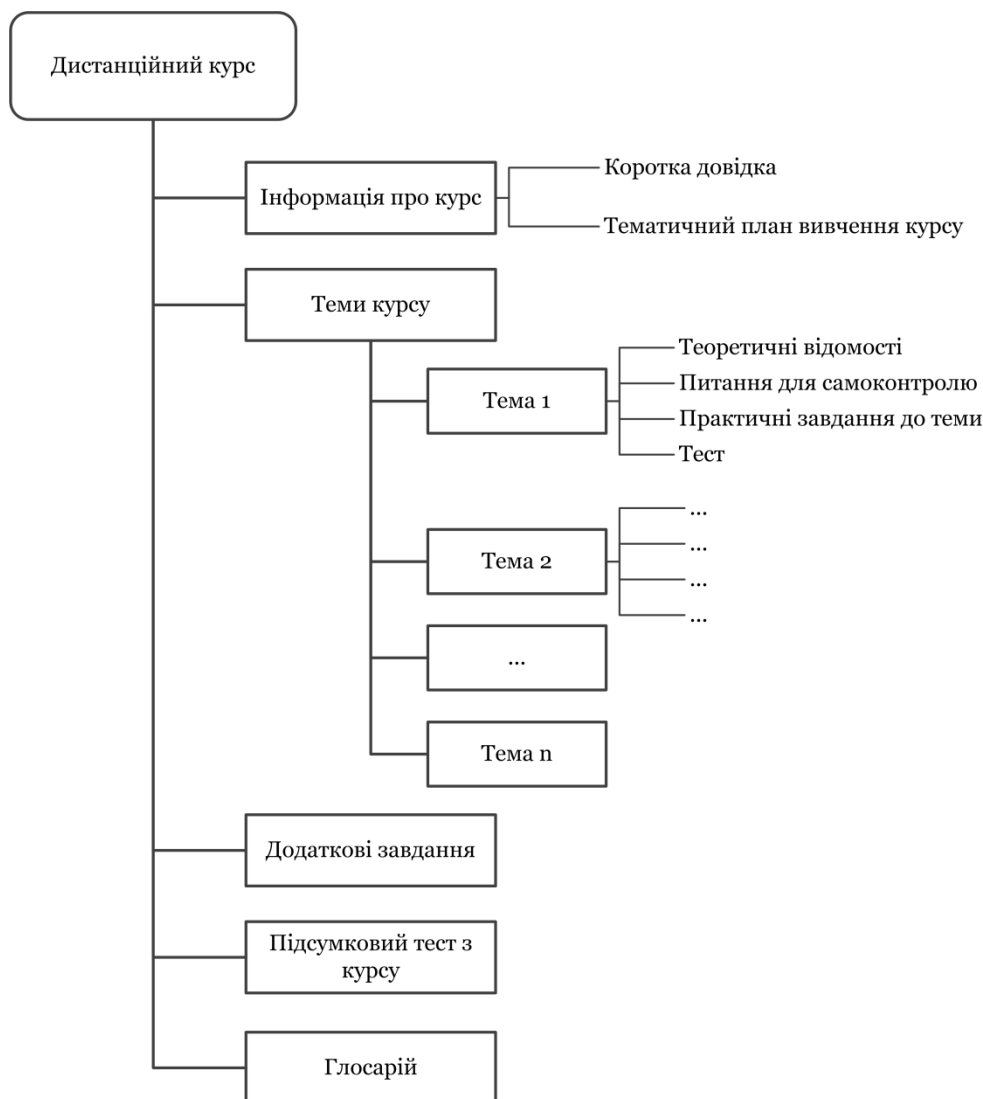 Дистанційний курс
Інформація про курс
Коротка довідка
Тематичний план вивчення курсу
Теми курсу
Тема 1
Теоретичні відомості
Питання для самоконтролю
Практичні завдання до теми
Тест
Тема 2
...
...
...
...
...
Тема n
Додаткові завдання
Підсумковий тест з
курсу
Глосарій